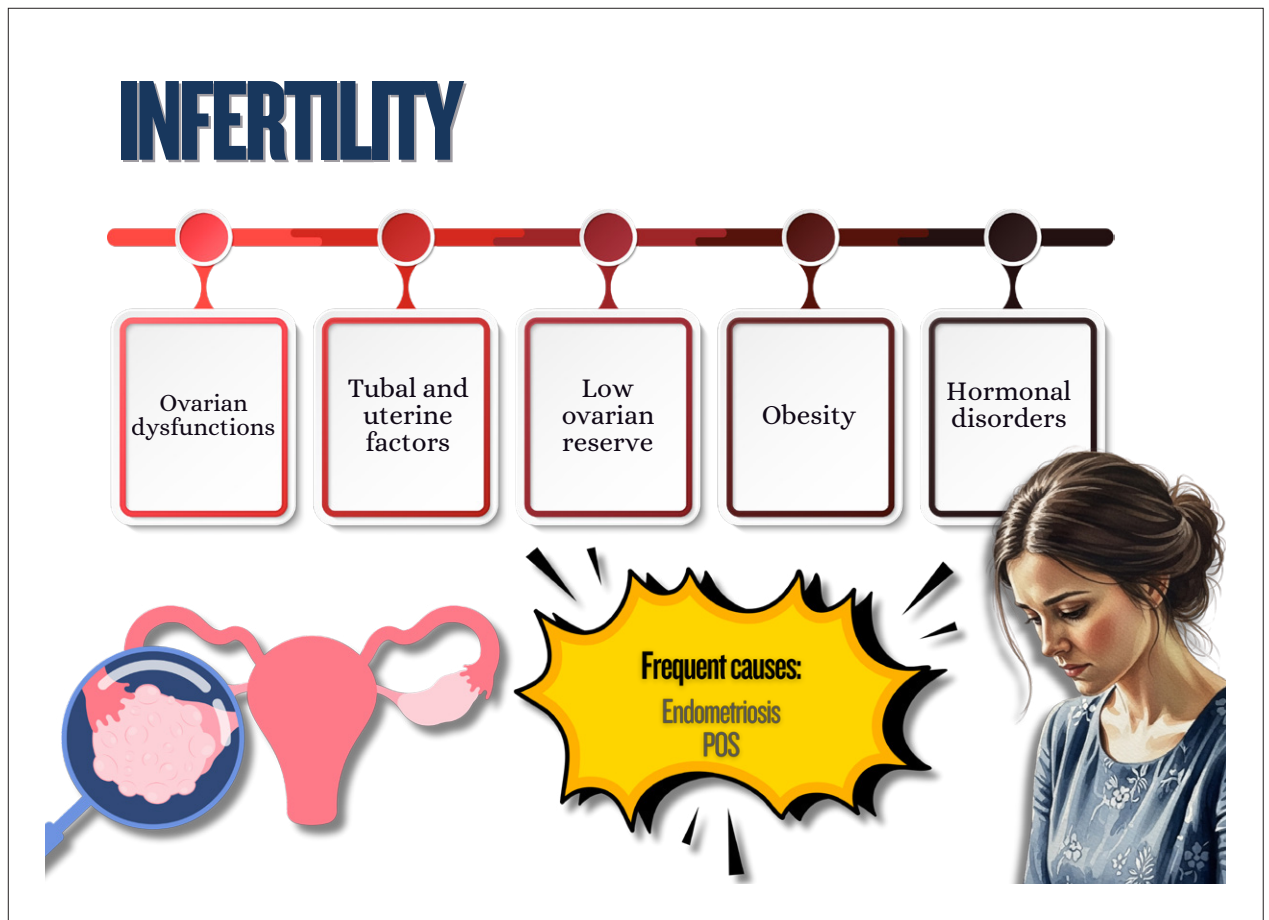 INFERTILITY
Ovarian
dysfunctions
Tubal and
uterine
factors
Low
ovarian
reserve
Obesity
Hormonal
disorders
Frequent causes:
Endometriosis
POS